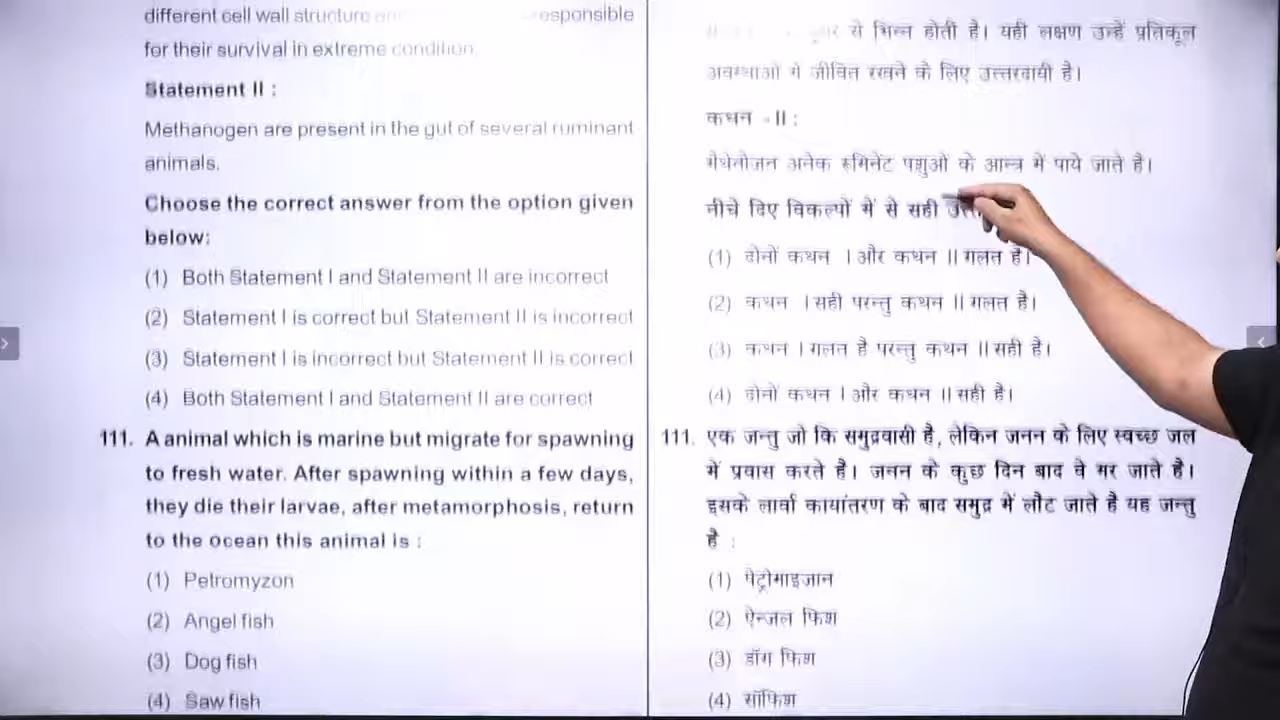 different cell wall structure
responsible
for their survival in extreme condition.
Statement II :
Methanogen are present in the gut of several ruminant
animals.
Choose the correct answer from the option given
below:
(1) Both Statement I and Statement II are incorrect
(2) Statement I is correct but Statement II is incorrect
(3) Statement I is incorrect but Statement II is correct
(4) Both Statement I and Statement II are correct
111. A animal which is marine but migrate for spawning
to fresh water. After spawning within a few days,
they die their larvae, after metamorphosis, return
to the ocean this animal is :
(1) Petromyzon
(2) Angel fish
(3) Dog fish
(4) Saw fish
से भिन्न होती है। यही लक्षण उन्हें प्रतिकूल
अवस्थाओं में जीवित रखने के लिए उत्तरदायी है।
कथन - II :
मेथेनोजन अनेक रूमिनेंट पशुओं के आन्त्र में पाये जाते है।
नीचे दिए विकल्पों में से सही
(1) दोनों कथन I और कथन II गलत है।
(2) कथन I सही परन्तु कथन II गलत है।
(3) कथन I गलत है परन्तु कथन II सही है।
(4) दोनों कथन I और कथन II सही है।
111. एक जन्तु जो कि समुद्रवासी है, लेकिन जनन के लिए स्वच्छ जल
में प्रवास करते है। जनन के कुछ दिन बाद वे मर जाते है।
इसके लार्वा कायांतरण के बाद समुद्र में लौट जाते है यह जन्तु
है :
(1) पेट्रोमाइजान
(2) ऐन्जल फिश
(3) डॉग फिश
(4) सॉफिश